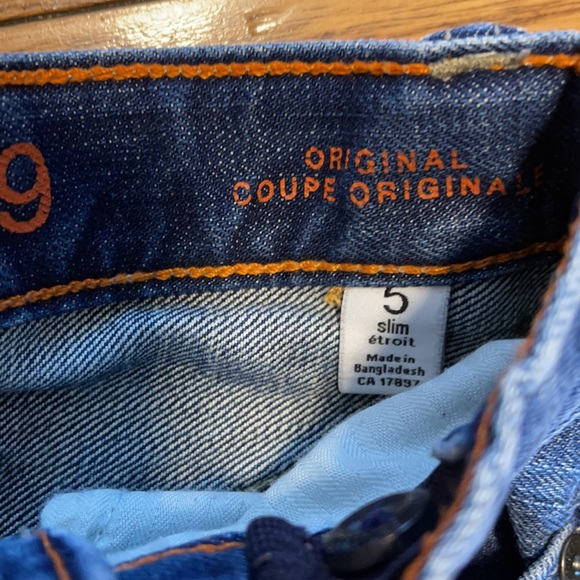 9
ORIGINAL
COUPE ORIGINALE
5
slim
étroit
Made in
Bangladesh
CA 17897